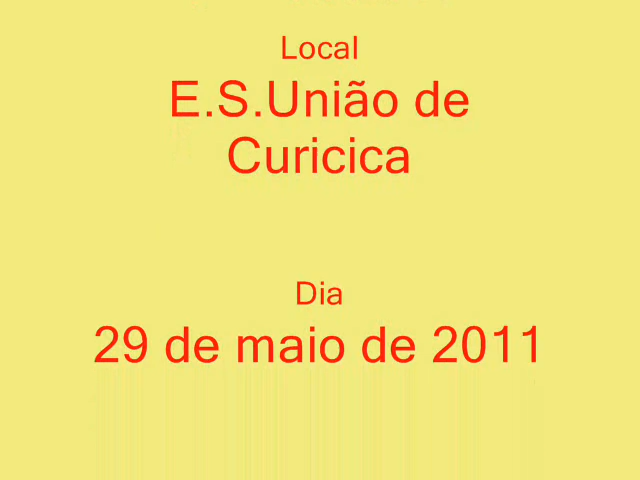 Local
E.S.União de
Curicica
Dia
29 de maio de 2011